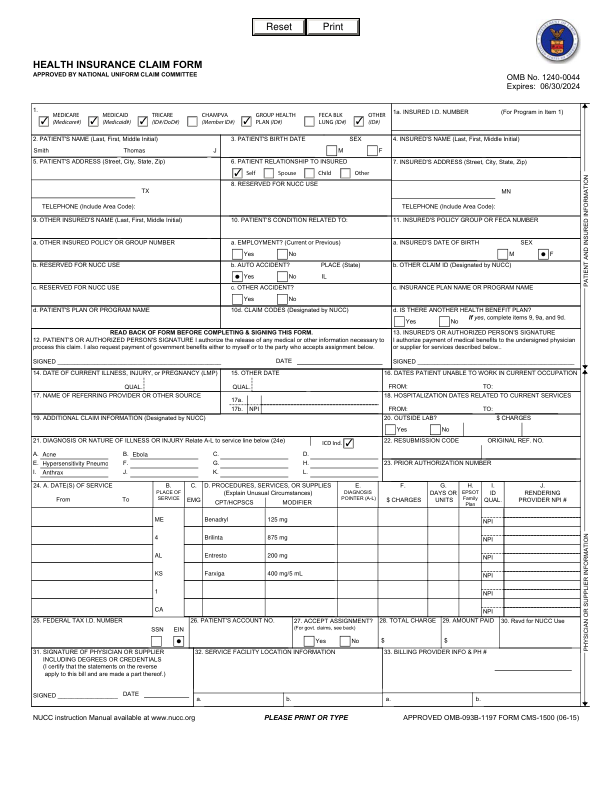 Reset Print
HEALTH INSURANCE CLAIM FORM
APPROVED BY NATIONAL UNIFORM CLAIM COMMITTEE
OMB No. 1240-0044
Expires: 06/30/2024
1.
MEDICARE MEDICAID TRICARE CHAMPVA GROUP HEALTH FECA BLK OTHER
(Medicare#) (Medicaid#) (ID#/DoD#) (Member ID#) PLAN (ID#) LUNG (ID#) (ID#)
1a. INSURED I.D. NUMBER (For Program in Item 1)
2. PATIENT'S NAME (Last, First, Middle Initial)
Smith Thomas J
3. PATIENT'S BIRTH DATE SEX
M F
4. INSURED'S NAME (Last, First, Middle Initial)
5. PATIENT'S ADDRESS (Street, City, State, Zip)
TX
TELEPHONE (Include Area Code):
6. PATIENT RELATIONSHIP TO INSURED
Self Spouse Child Other
7. INSURED'S ADDRESS (Street, City, State, Zip)
MN
TELEPHONE (Include Area Code):
8. RESERVED FOR NUCC USE
9. OTHER INSURED'S NAME (Last, First, Middle Initial)
10. PATIENT'S CONDITION RELATED TO:
11. INSURED'S POLICY GROUP OR FECA NUMBER
a. OTHER INSURED POLICY OR GROUP NUMBER
a. EMPLOYMENT? (Current or Previous)
Yes No
a. INSURED'S DATE OF BIRTH SEX
M F
b. RESERVED FOR NUCC USE
b. AUTO ACCIDENT? PLACE (State)
Yes No IL
b. OTHER CLAIM ID (Designated by NUCC)
c. RESERVED FOR NUCC USE
c. OTHER ACCIDENT?
Yes No
c. INSURANCE PLAN NAME OR PROGRAM NAME
d. PATIENT'S PLAN OR PROGRAM NAME
10d. CLAIM CODES (Designated by NUCC)
d. IS THERE ANOTHER HEALTH BENEFIT PLAN?
Yes No If yes, complete items 9, 9a, and 9d.
READ BACK OF FORM BEFORE COMPLETING & SIGNING THIS FORM.
12. PATIENT'S OR AUTHORIZED PERSON'S SIGNATURE I authorize the release of any medical or other information necessary to
process this claim. I also request payment of government benefits either to myself or to the party who accepts assignment below.
SIGNED DATE
13. INSURED'S OR AUTHORIZED PERSON'S SIGNATURE
I authorize payment of medical benefits to the undersigned physician
or supplier for services described below..
SIGNED
PATIENT AND INSURED INFORMATION
14. DATE OF CURRENT ILLNESS, INJURY, or PREGNANCY (LMP)
QUAL.
15. OTHER DATE
QUAL.
16. DATES PATIENT UNABLE TO WORK IN CURRENT OCCUPATION
FROM: TO:
17. NAME OF REFERRING PROVIDER OR OTHER SOURCE
17a.
17b. NPI
18. HOSPITALIZATION DATES RELATED TO CURRENT SERVICES
FROM: TO:
19. ADDITIONAL CLAIM INFORMATION (Designated by NUCC)
20. OUTSIDE LAB? $ CHARGES
Yes No
21. DIAGNOSIS OR NATURE OF ILLNESS OR INJURY Relate A-L to service line below (24e) ICD Ind.
A. Acne B. Ebola C. D.
E. Hypersensitivity Pneumo F. G. H.
I. Anthrax J. K. L.
22. RESUBMISSION CODE ORIGINAL REF. NO.
23. PRIOR AUTHORIZATION NUMBER
24. A. DATE(S) OF SERVICE
From To
B. PLACE OF SERVICE
C. EMG
D. PROCEDURES, SERVICES, OR SUPPLIES
(Explain Unusual Circumstances)
CPT/HCPSCS MODIFIER
E. DIAGNOSIS POINTER (A-L)
F. $ CHARGES
G. DAYS OR UNITS
H. EPSOT Family Plan
I. ID QUAL.
J. RENDERING PROVIDER NPI #
ME Benadryl 125 mg NPI
4 Brilinta 875 mg NPI
AL Entresto 200 mg NPI
KS Farxiga 400 mg/5 mL NPI
1 NPI
CA NPI
25. FEDERAL TAX I.D. NUMBER
SSN EIN
26. PATIENT'S ACCOUNT NO.
27. ACCEPT ASSIGNMENT?
(For govt. claims, see back)
Yes No
28. TOTAL CHARGE
$
29. AMOUNT PAID
$
30. Rsvd for NUCC Use
31. SIGNATURE OF PHYSICIAN OR SUPPLIER
INCLUDING DEGREES OR CREDENTIALS
(I certify that the statements on the reverse
apply to this bill and are made a part thereof.)
SIGNED DATE
32. SERVICE FACILITY LOCATION INFORMATION
a. b.
33. BILLING PROVIDER INFO & PH #
a. b.
PHYSICIAN OR SUPPLIER INFORMATION
NUCC instruction Manual available at www.nucc.org PLEASE PRINT OR TYPE APPROVED OMB-093B-1197 FORM CMS-1500 (06-15)